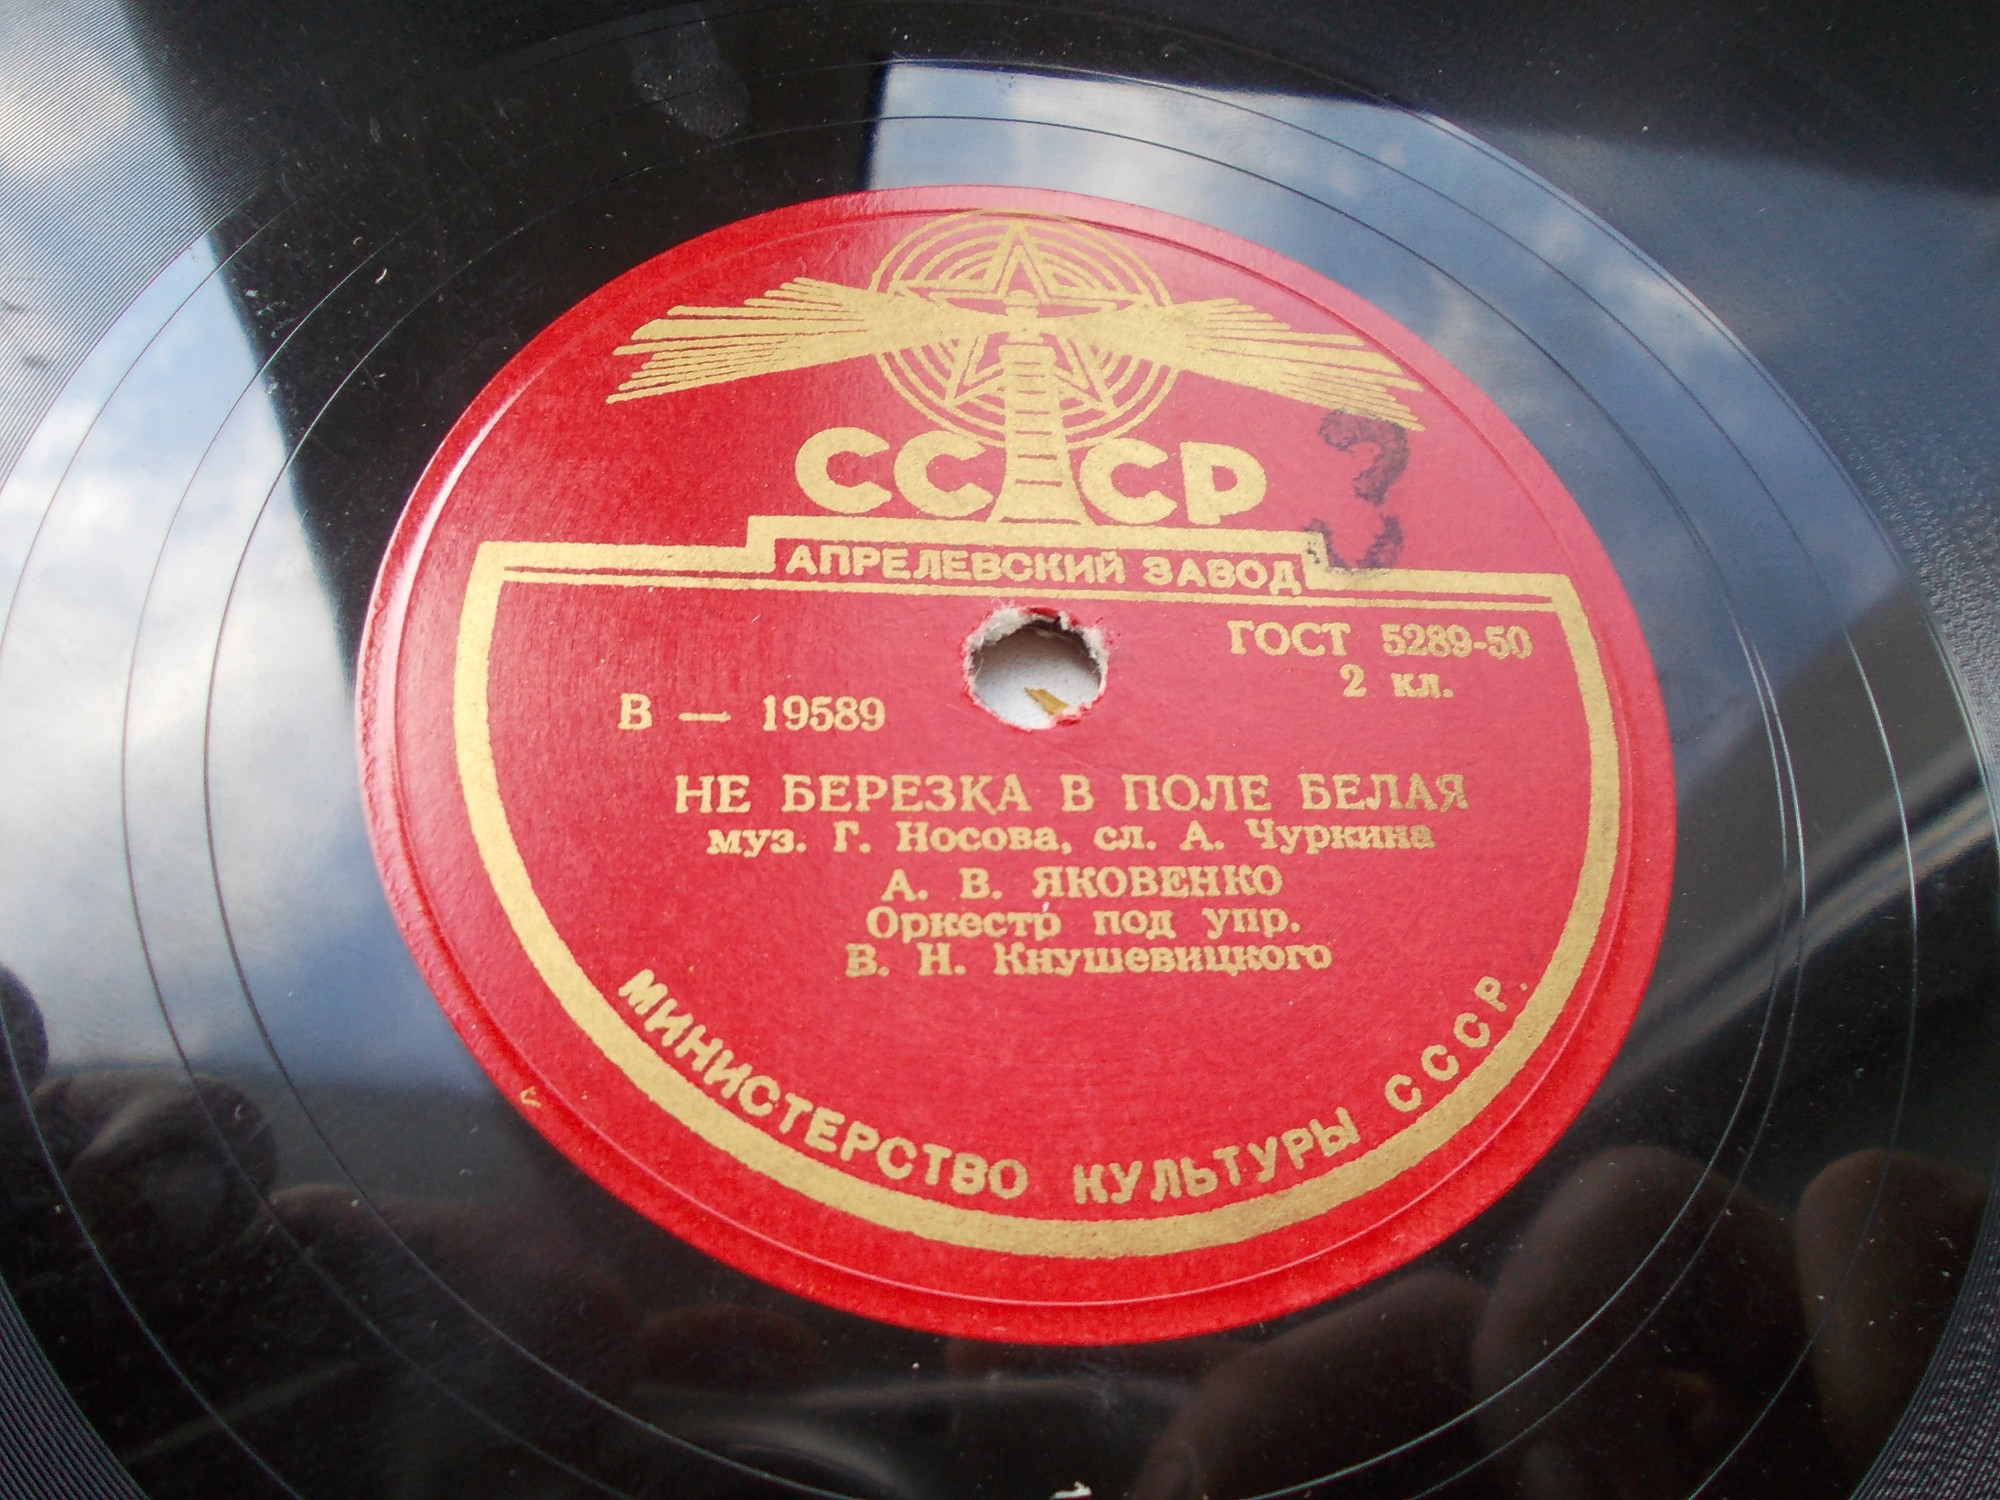 СССР
З
АПРЕЛЕВСКИЙ ЗАВОД
ГОСТ 5289-50
2 кл.
В — 19589
НЕ БЕРЕЗКА В ПОЛЕ БЕЛАЯ
муз. Г. Носова, сл. А. Чуркина
А. В. ЯКОВЕНКО
Оркестр под упр.
В. Н. Кнушевицкого
МИНИСТЕРСТВО КУЛЬТУРЫ СССР.